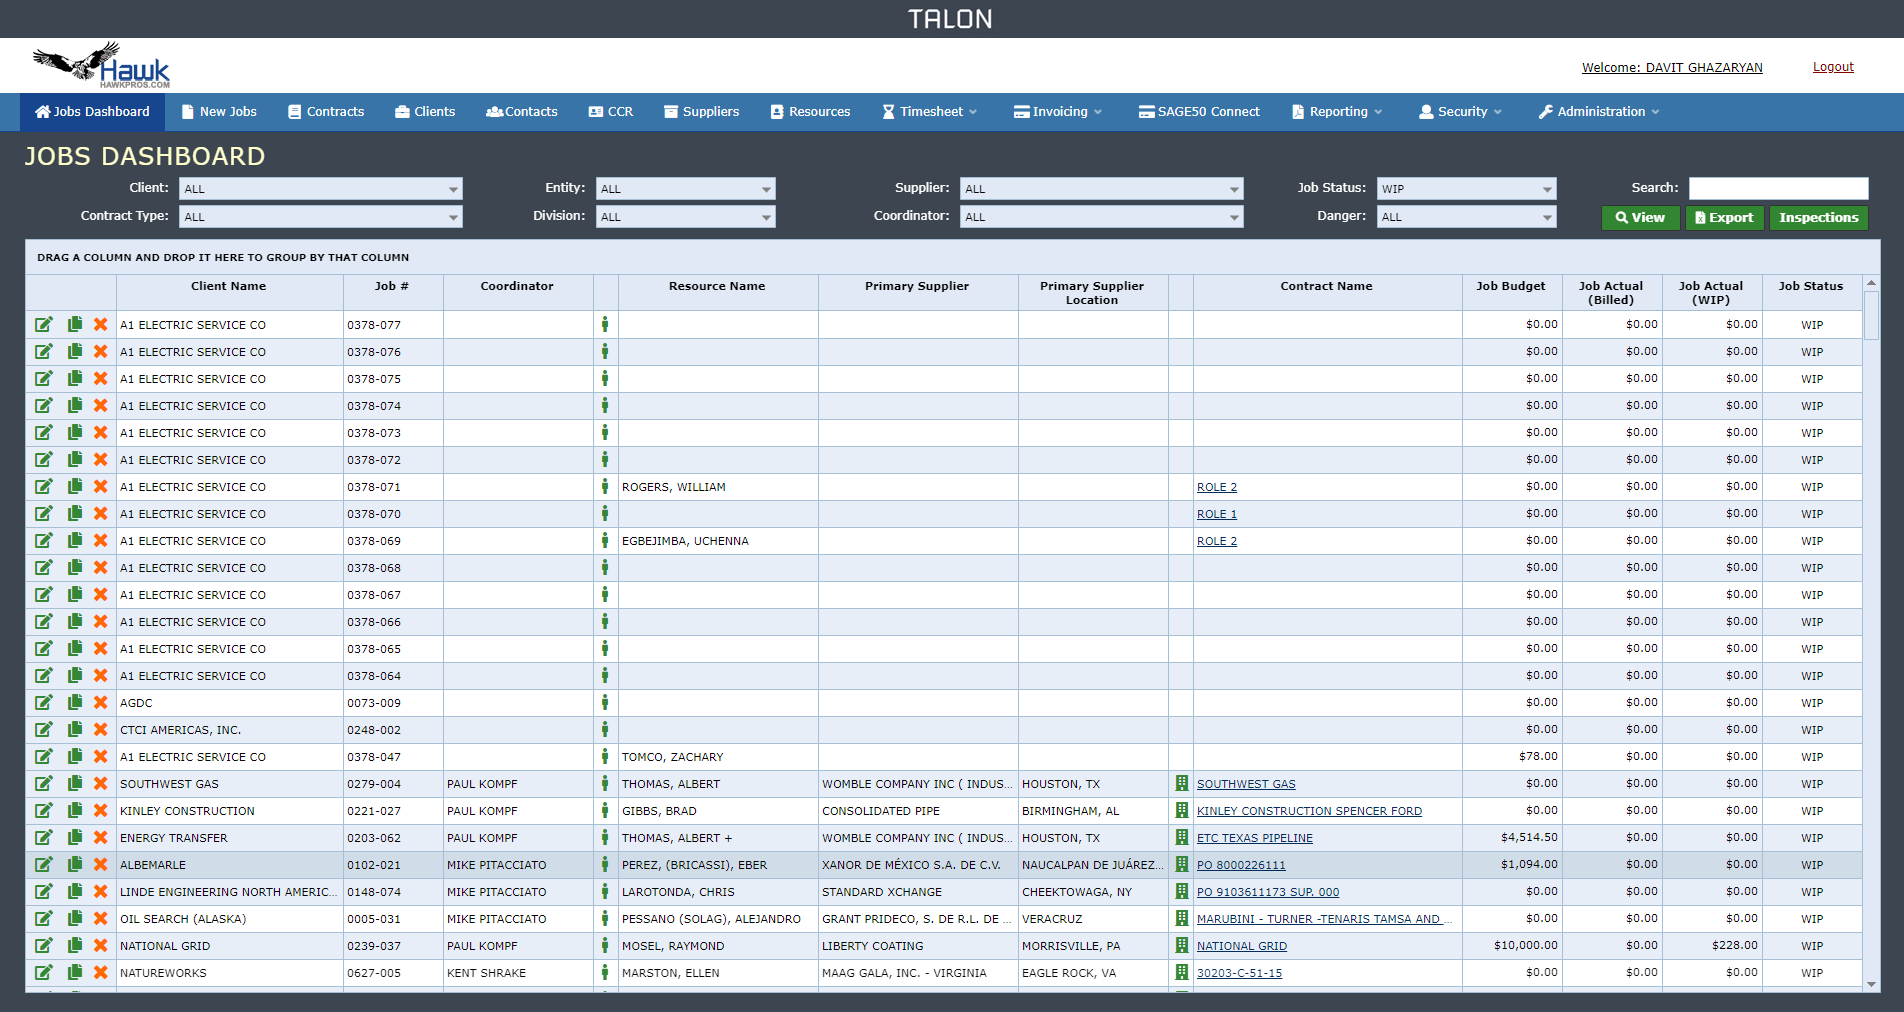 TALON
Hawk
HAWKPROS.COM
Welcome: DAVIT GHAZARYAN Logout
Jobs Dashboard New Jobs Contracts Clients Contacts CCR Suppliers Resources Timesheet Invoicing SAGE50 Connect Reporting Security Administration
JOBS DASHBOARD
Client: ALL Entity: ALL Supplier: ALL Job Status: WIP Search:
Contract Type: ALL Division: ALL Coordinator: ALL Danger: ALL View Export Inspections
DRAG A COLUMN AND DROP IT HERE TO GROUP BY THAT COLUMN
Client Name Job # Coordinator Resource Name Primary Supplier Primary Supplier Location Contract Name Job Budget Job Actual (Billed) Job Actual (WIP) Job Status
A1 ELECTRIC SERVICE CO 0378-077 $0.00 $0.00 $0.00 WIP
A1 ELECTRIC SERVICE CO 0378-076 $0.00 $0.00 $0.00 WIP
A1 ELECTRIC SERVICE CO 0378-075 $0.00 $0.00 $0.00 WIP
A1 ELECTRIC SERVICE CO 0378-074 $0.00 $0.00 $0.00 WIP
A1 ELECTRIC SERVICE CO 0378-073 $0.00 $0.00 $0.00 WIP
A1 ELECTRIC SERVICE CO 0378-072 $0.00 $0.00 $0.00 WIP
A1 ELECTRIC SERVICE CO 0378-071 ROGERS, WILLIAM ROLE 2 $0.00 $0.00 $0.00 WIP
A1 ELECTRIC SERVICE CO 0378-070 ROLE 1 $0.00 $0.00 $0.00 WIP
A1 ELECTRIC SERVICE CO 0378-069 EGBEJIMBA, UCHENNA ROLE 2 $0.00 $0.00 $0.00 WIP
A1 ELECTRIC SERVICE CO 0378-068 $0.00 $0.00 $0.00 WIP
A1 ELECTRIC SERVICE CO 0378-067 $0.00 $0.00 $0.00 WIP
A1 ELECTRIC SERVICE CO 0378-066 $0.00 $0.00 $0.00 WIP
A1 ELECTRIC SERVICE CO 0378-065 $0.00 $0.00 $0.00 WIP
A1 ELECTRIC SERVICE CO 0378-064 $0.00 $0.00 $0.00 WIP
AGDC 0073-009 $0.00 $0.00 $0.00 WIP
CTCI AMERICAS, INC. 0248-002 $0.00 $0.00 $0.00 WIP
A1 ELECTRIC SERVICE CO 0378-047 TOMCO, ZACHARY $78.00 $0.00 $0.00 WIP
SOUTHWEST GAS 0279-004 PAUL KOMPF THOMAS, ALBERT WOMBLE COMPANY INC ( INDUS... HOUSTON, TX SOUTHWEST GAS $0.00 $0.00 $0.00 WIP
KINLEY CONSTRUCTION 0221-027 PAUL KOMPF GIBBS, BRAD CONSOLIDATED PIPE BIRMINGHAM, AL KINLEY CONSTRUCTION SPENCER FORD $0.00 $0.00 $0.00 WIP
ENERGY TRANSFER 0203-062 PAUL KOMPF THOMAS, ALBERT + WOMBLE COMPANY INC ( INDUS... HOUSTON, TX ETC TEXAS PIPELINE $4,514.50 $0.00 $0.00 WIP
ALBEMARLE 0102-021 MIKE PITACCIATO PEREZ, (BRICASSI), EBER XANOR DE MÉXICO S.A. DE C.V. NAUCALPAN DE JUÁREZ... PO 8000226111 $1,094.00 $0.00 $0.00 WIP
LINDE ENGINEERING NORTH AMERIC... 0148-074 MIKE PITACCIATO LAROTONDA, CHRIS STANDARD XCHANGE CHEEKTOWAGA, NY PO 9103611173 SUP. 000 $0.00 $0.00 $0.00 WIP
OIL SEARCH (ALASKA) 0005-031 MIKE PITACCIATO PESSANO (SOLAG), ALEJANDRO GRANT PRIDECO, S. DE R.L. DE ... VERACRUZ MARUBINI - TURNER -TENARIS TAMSA AND ... $0.00 $0.00 $0.00 WIP
NATIONAL GRID 0239-037 PAUL KOMPF MOSEL, RAYMOND LIBERTY COATING MORRISVILLE, PA NATIONAL GRID $10,000.00 $0.00 $228.00 WIP
NATUREWORKS 0627-005 KENT SHRAKE MARSTON, ELLEN MAAG GALA, INC. - VIRGINIA EAGLE ROCK, VA 30203-C-51-15 $0.00 $0.00 $0.00 WIP